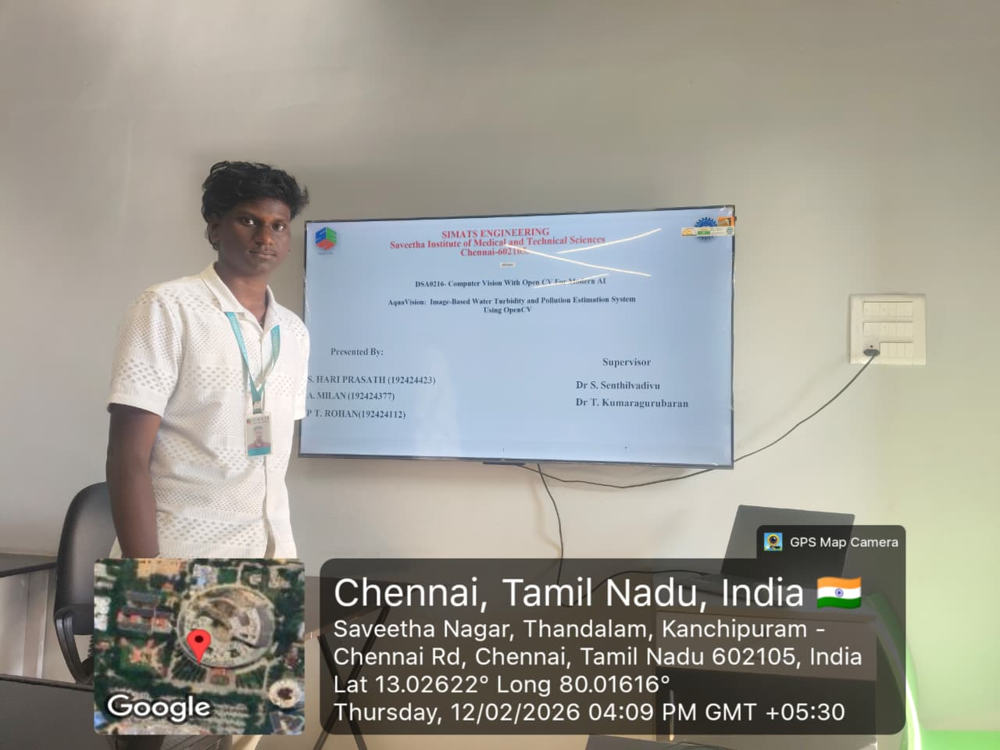 SIMATS ENGINEERING
Saveetha Institute of Medical and Technical Sciences
Chennai-602105
DSA0216- Computer Vision With Open CV For Modern AI
AquaVision: Image-Based Water Turbidity and Pollution Estimation System
Using OpenCV
Presented By:
S. HARI PRASATH (192424423)
A. MILAN (192424377)
P T. ROHAN(192424112)
Supervisor
Dr S. Senthilvadivu
Dr T. Kumaragurubaran
SIMATS
GPS Map Camera
Chennai, Tamil Nadu, India
Saveetha Nagar, Thandalam, Kanchipuram -
Chennai Rd, Chennai, Tamil Nadu 602105, India
Lat 13.02622° Long 80.01616°
Thursday, 12/02/2026 04:09 PM GMT +05:30
Google